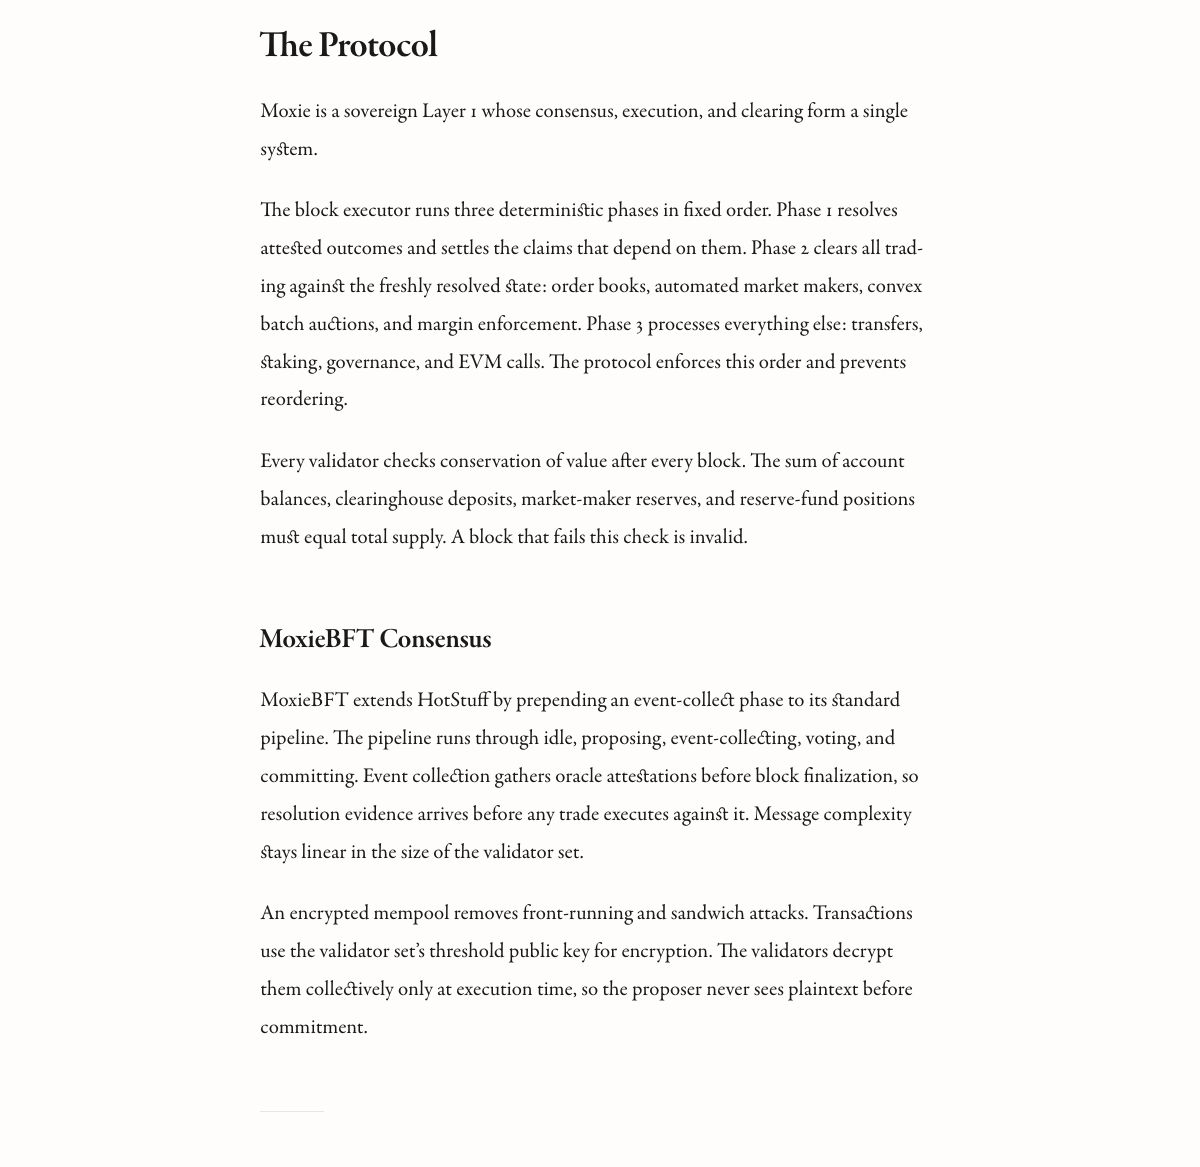 The Protocol
Moxie is a sovereign Layer 1 whose consensus, execution, and clearing form a single
system.
The block executor runs three deterministic phases in fixed order. Phase 1 resolves
attested outcomes and settles the claims that depend on them. Phase 2 clears all trad-
ing against the freshly resolved state: order books, automated market makers, convex
batch auctions, and margin enforcement. Phase 3 processes everything else: transfers,
staking, governance, and EVM calls. The protocol enforces this order and prevents
reordering.
Every validator checks conservation of value after every block. The sum of account
balances, clearinghouse deposits, market-maker reserves, and reserve-fund positions
must equal total supply. A block that fails this check is invalid.
MoxieBFT Consensus
MoxieBFT extends HotStuff by prepending an event-collect phase to its standard
pipeline. The pipeline runs through idle, proposing, event-collecting, voting, and
committing. Event collection gathers oracle attestations before block finalization, so
resolution evidence arrives before any trade executes against it. Message complexity
stays linear in the size of the validator set.
An encrypted mempool removes front-running and sandwich attacks. Transactions
use the validator set’s threshold public key for encryption. The validators decrypt
them collectively only at execution time, so the proposer never sees plaintext before
commitment.